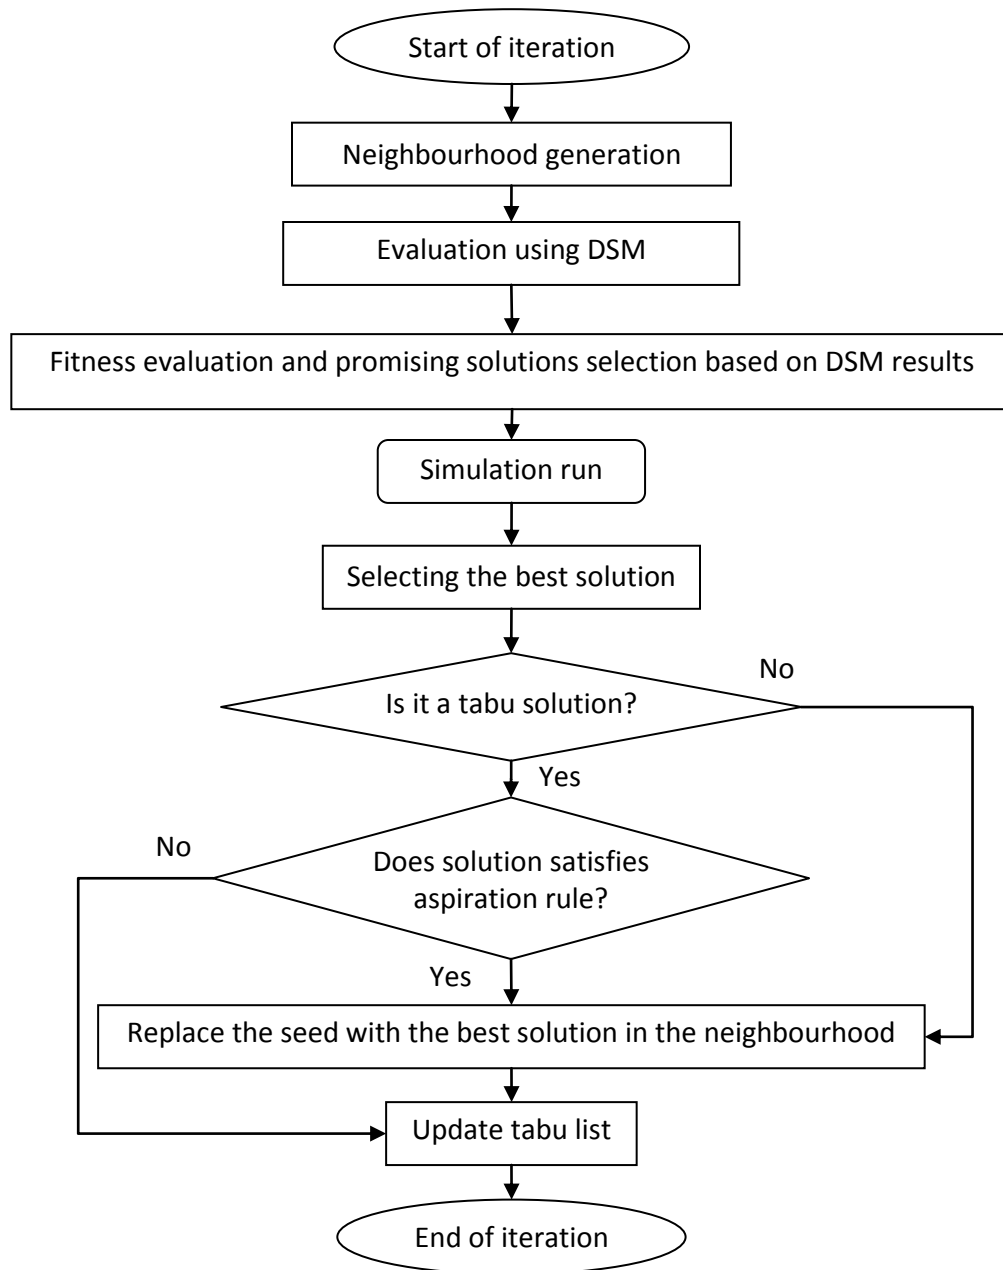 Start of iteration
Neighbourhood generation
Evaluation using DSM
Fitness evaluation and promising solutions selection based on DSM results
Simulation run
Selecting the best solution
No
Is it a tabu solution?
Yes
No
Does solution satisfies
aspiration rule?
Yes
Replace the seed with the best solution in the neighbourhood
Update tabu list
End of iteration